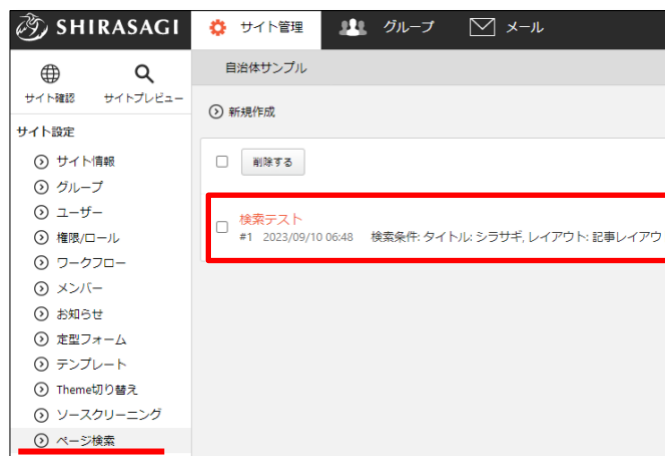 SHIRASAGI サイト管理 グループ メール
サイト確認 サイトプレビュー
自治体サンプル
新規作成
サイト設定
削除する
サイト情報
グループ
ユーザー
権限/ロール
ワークフロー
メンバー
お知らせ
定型フォーム
テンプレート
Theme切り替え
ソースクリーニング
ページ検索
検索テスト
#1 2023/09/10 06:48 検索条件: タイトル: シラサギ, レイアウト: 記事レイアウ